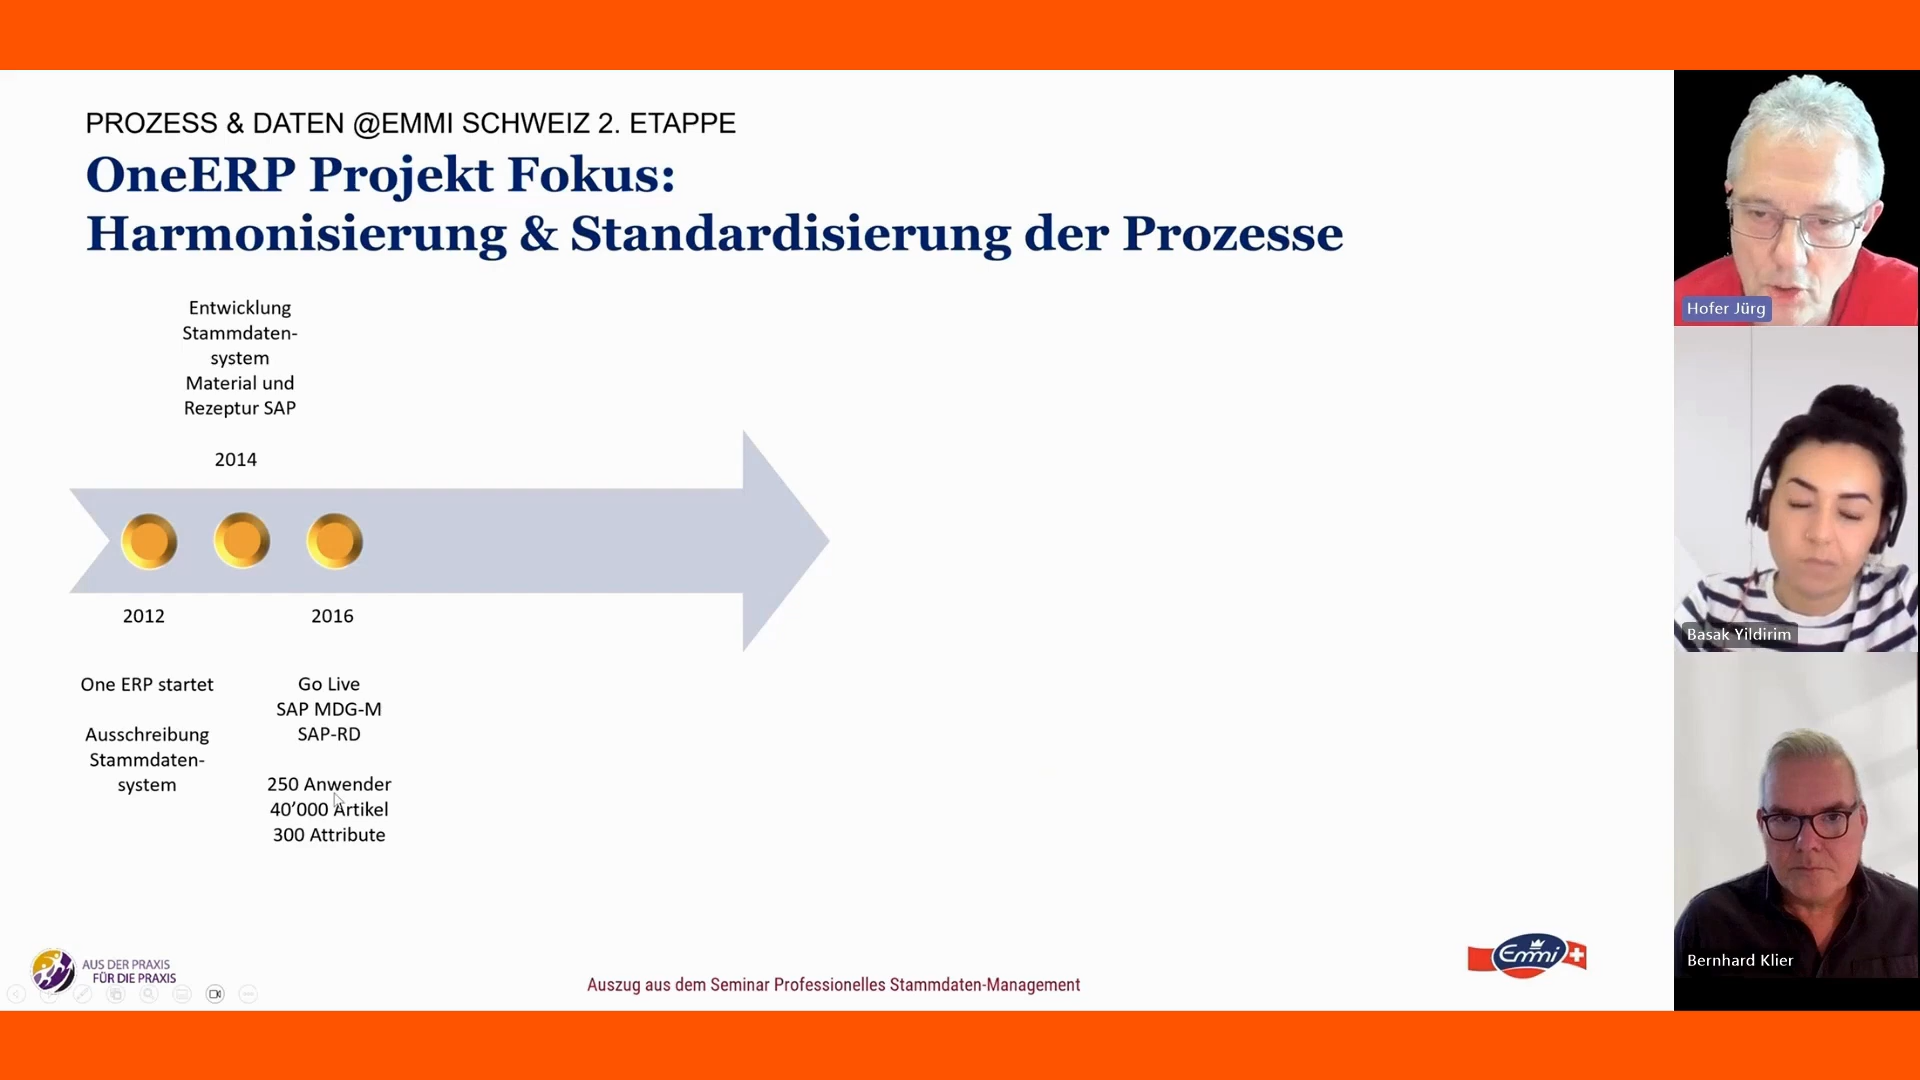 PROZESS & DATEN @EMMI SCHWEIZ 2. ETAPPE
OneERP Projekt Fokus:
Harmonisierung & Standardisierung der Prozesse
Entwicklung
Stammdaten-
system
Material und
Rezeptur SAP
2014
2012
2016
One ERP startet
Ausschreibung
Stammdaten-
system
Go Live
SAP MDG-M
SAP-RD
250 Anwender
40’000 Artikel
300 Attribute
AUS DER PRAXIS
FÜR DIE PRAXIS
Auszug aus dem Seminar Professionelles Stammdaten-Management
Emmi
Hofer Jürg
Basak Yildirim
Bernhard Klier